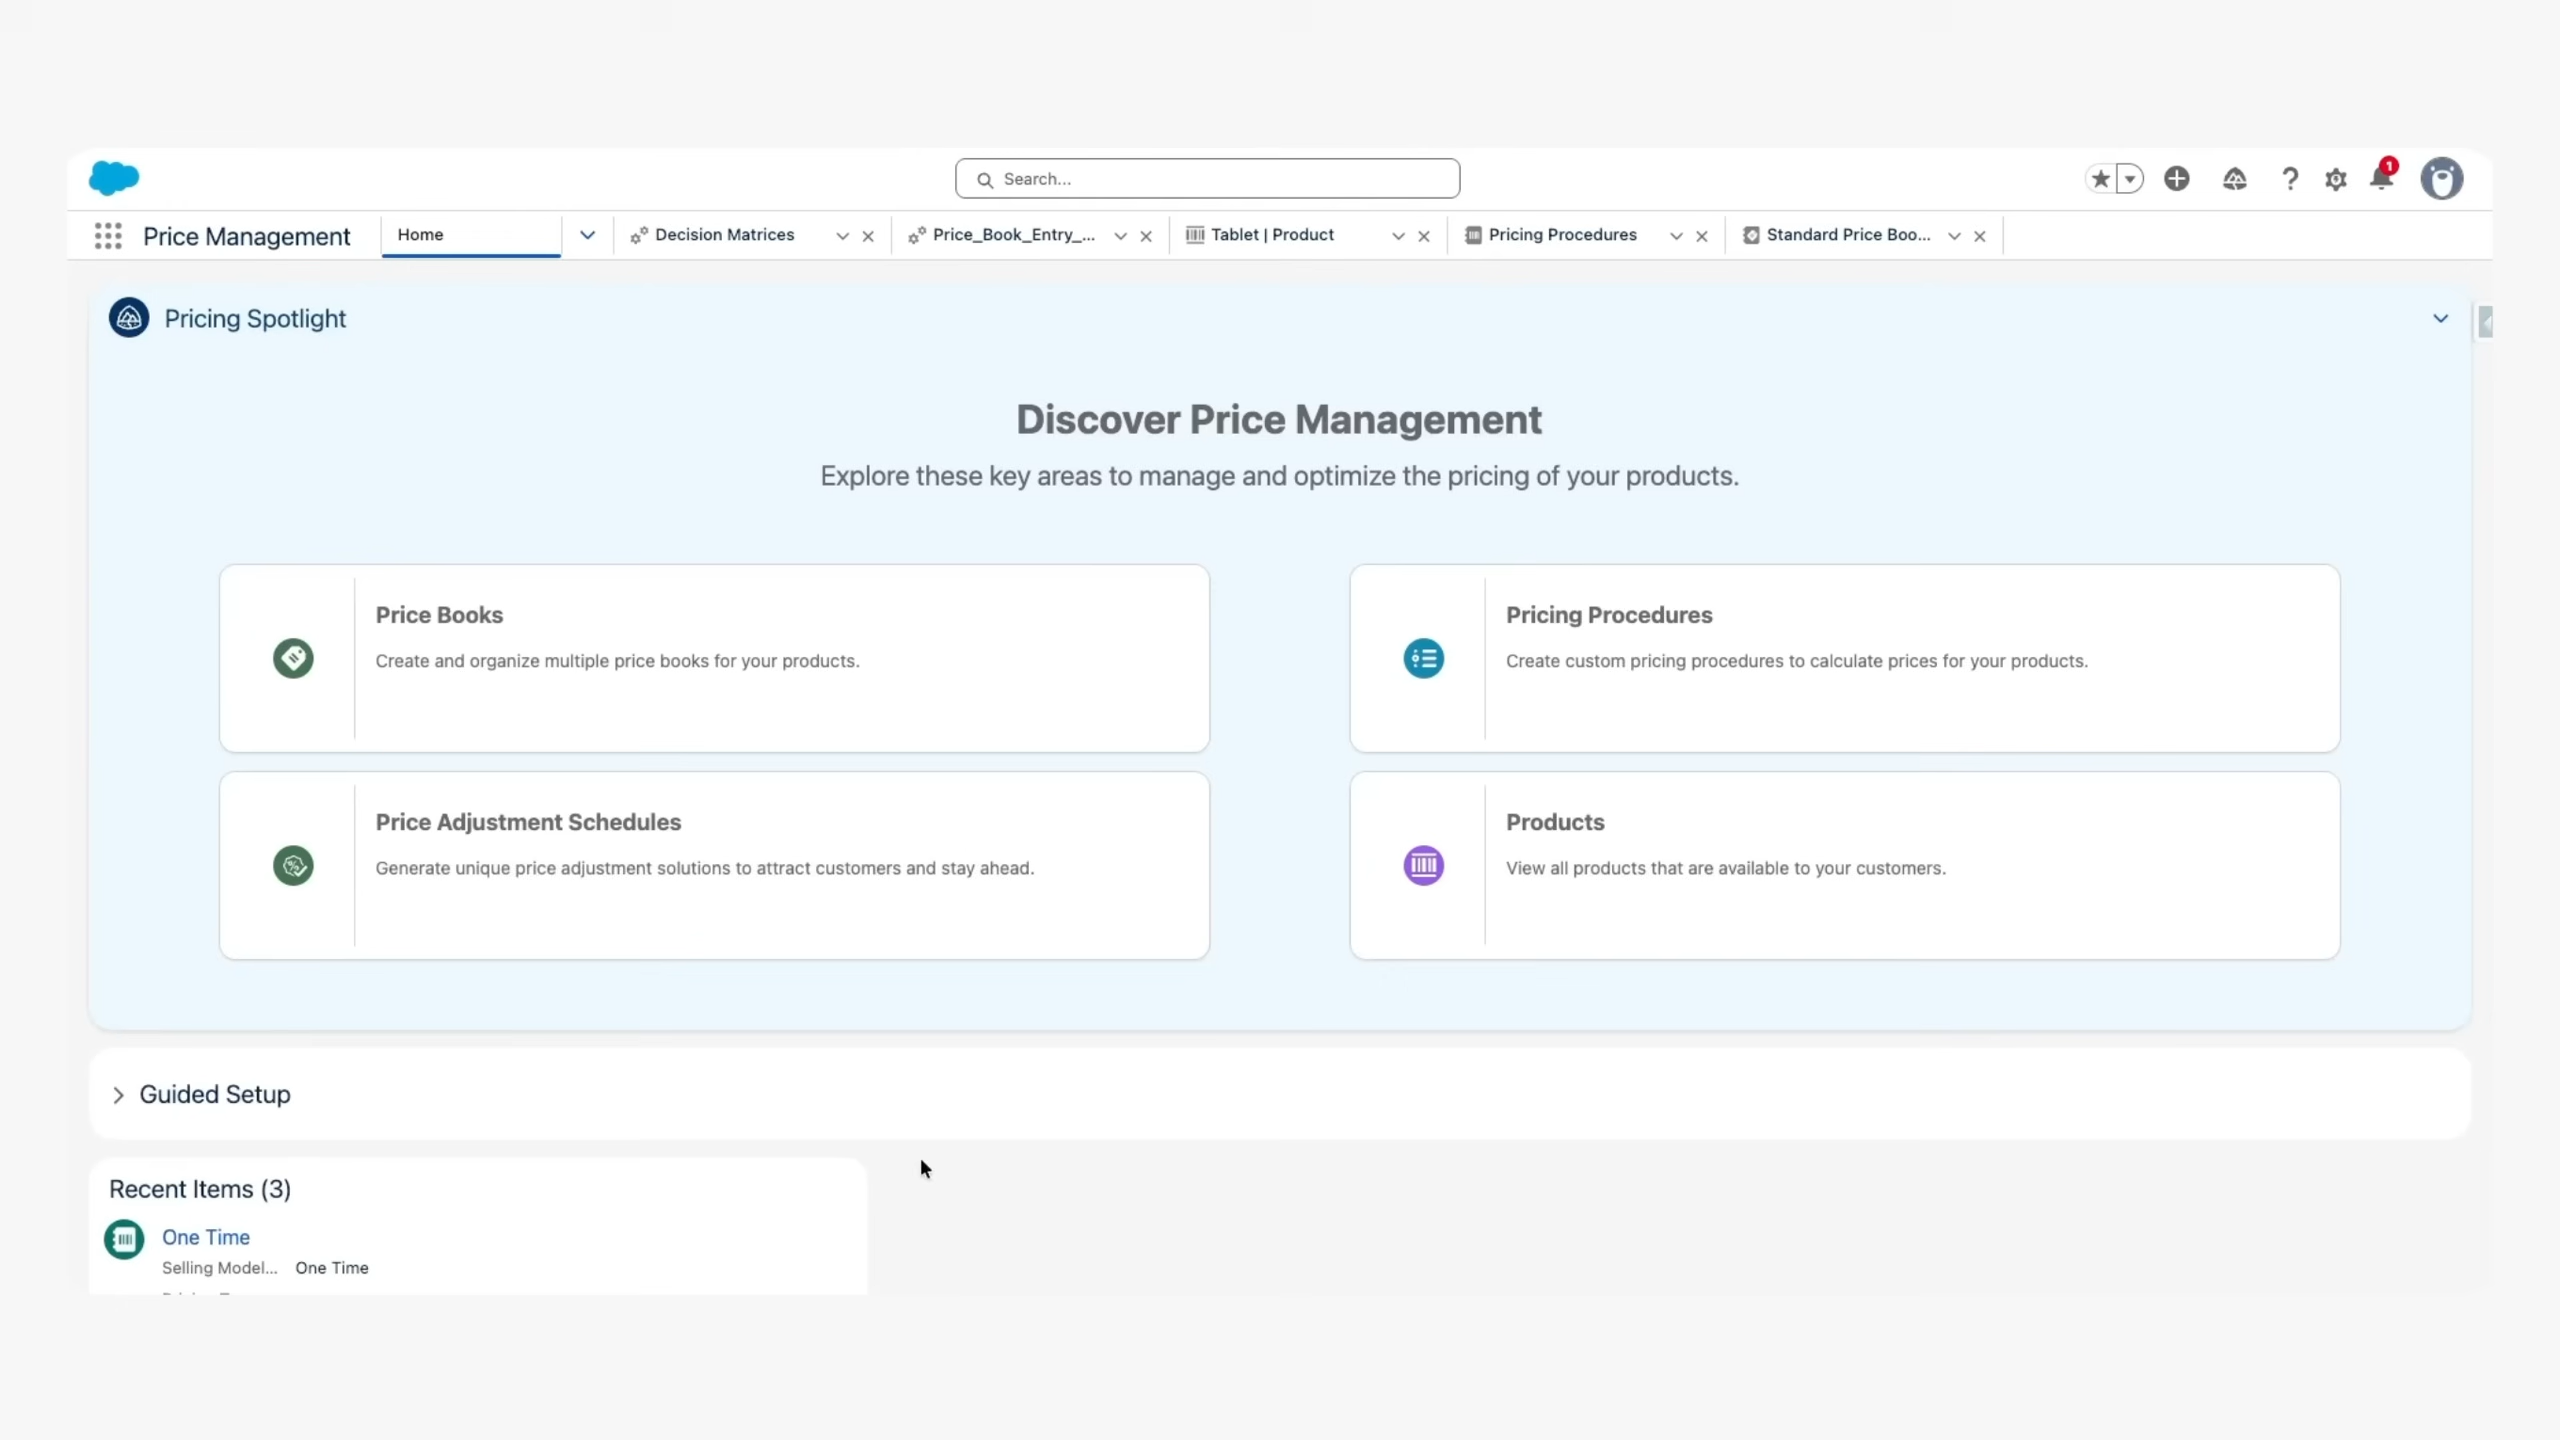 Search...
1
Price Management
Home
Decision Matrices
Price_Book_Entry_...
Tablet | Product
Pricing Procedures
Standard Price Boo...
Pricing Spotlight
Discover Price Management
Explore these key areas to manage and optimize the pricing of your products.
Price Books
Create and organize multiple price books for your products.
Pricing Procedures
Create custom pricing procedures to calculate prices for your products.
Price Adjustment Schedules
Generate unique price adjustment solutions to attract customers and stay ahead.
Products
View all products that are available to your customers.
Guided Setup
Recent Items (3)
One Time
Selling Model... One Time